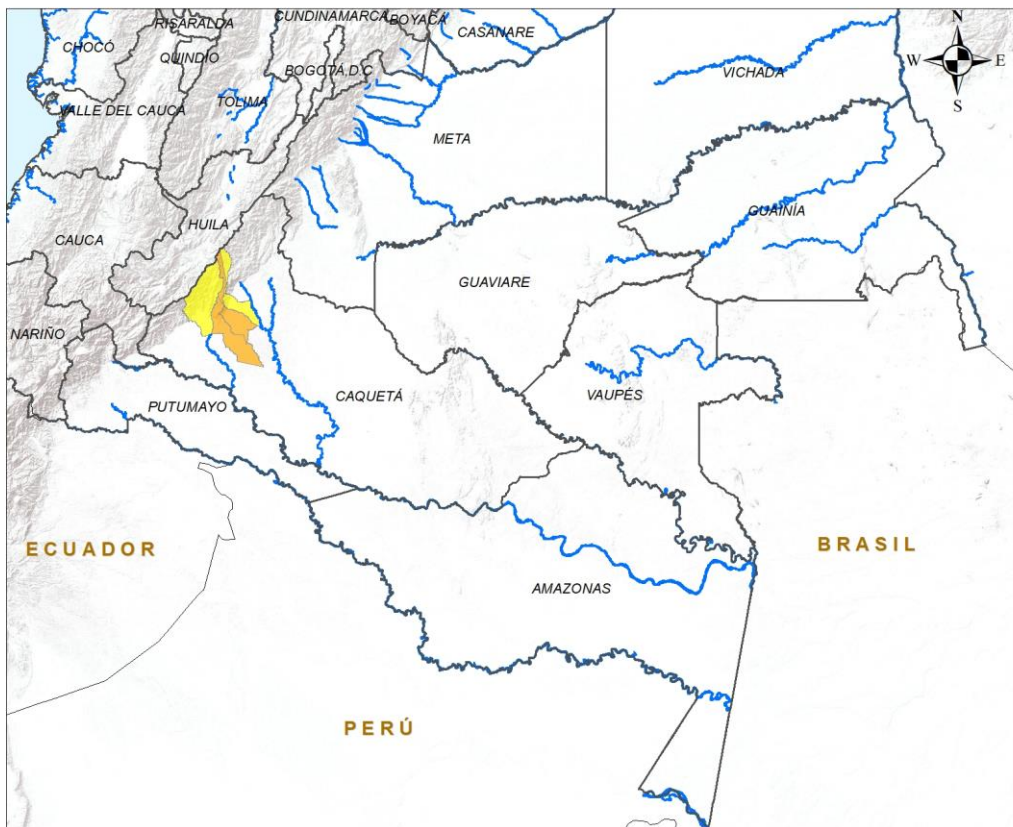 CUNDINAMARCA
BOYACÁ
RISARALDA
CASANARE
N
CHOCÓ
QUINDIO
BOGOTÁ, D.C
VICHADA
W
E
TOLIMA
S
VALLE DEL CAUCA
META
GUAINÍA
HUILA
CAUCA
GUAVIARE
NARIÑO
CAQUETÁ
VAUPÉS
PUTUMAYO
ECUADOR
BRASIL
AMAZONAS
PERÚ